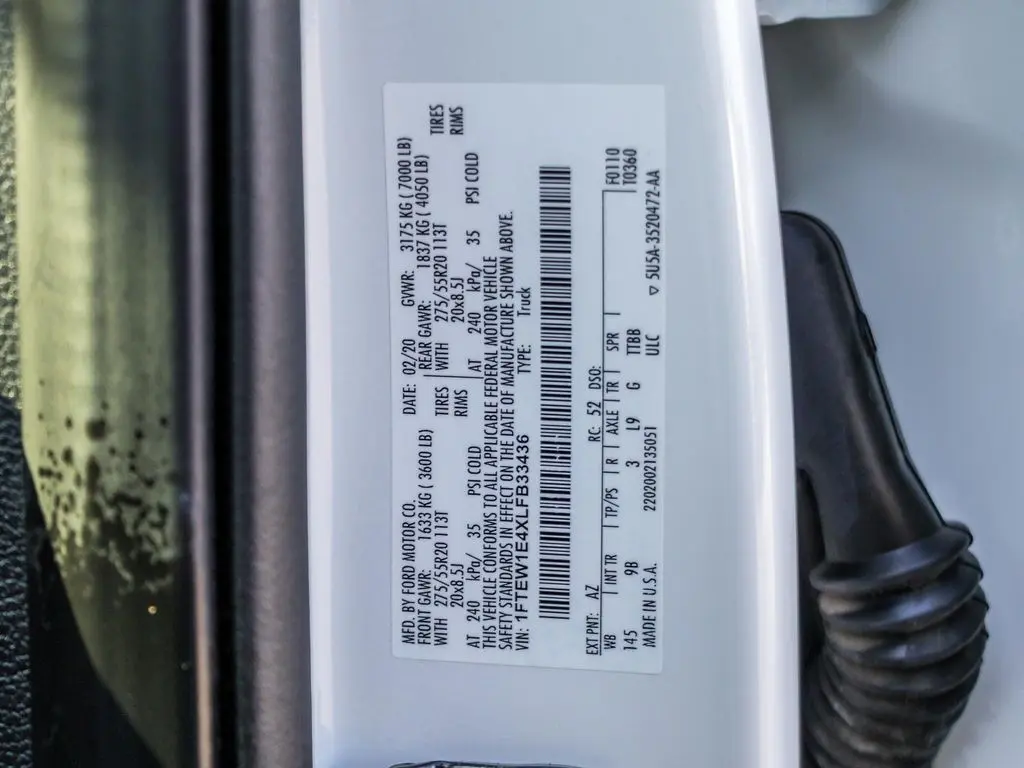 MFD. BY FORD MOTOR CO. DATE: 02/20 GVWR: 3175 KG ( 7000 LB)
FRONT GAWR: 1633 KG ( 3600 LB) REAR GAWR: 1837 KG ( 4050 LB)
WITH 275/55R20 113T TIRES WITH 275/55R20 113T TIRES
20x8.5J RIMS 20x8.5J RIMS
AT 240 kPa/ 35 PSI COLD AT 240 kPa/ 35 PSI COLD
THIS VEHICLE CONFORMS TO ALL APPLICABLE FEDERAL MOTOR VEHICLE
SAFETY STANDARDS IN EFFECT ON THE DATE OF MANUFACTURE SHOWN ABOVE.
VIN: 1FTEW1E4XLFB33436 TYPE: Truck
EXT PNT: AZ RC: 52 DSO:
WB INT TR TP/PS R AXLE TR SPR F0110
145 9B 3 L9 G TTBB T0360
ULC
MADE IN U.S.A. 2202002135051 ▽ 5U5A-3520472-AA